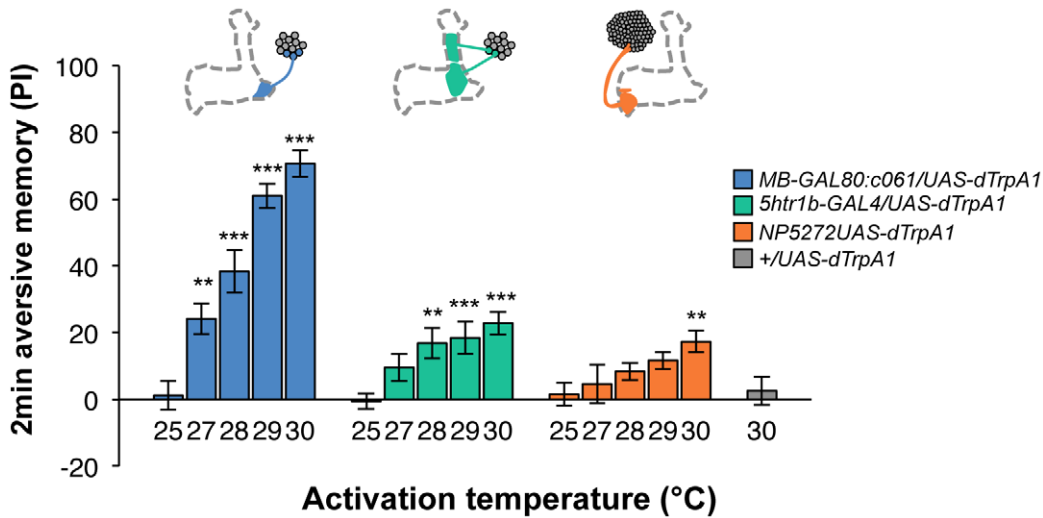 2min aversive memory (PI)
100
80
60
40
20
0
-20
**
***
***
***
**
***
***
**
25 27 28 29 30
25 27 28 29 30
25 27 28 29 30
30
Activation temperature (°C)
MB-GAL80:c061/UAS-dTrpA1
5htr1b-GAL4/UAS-dTrpA1
NP5272UAS-dTrpA1
+/UAS-dTrpA1